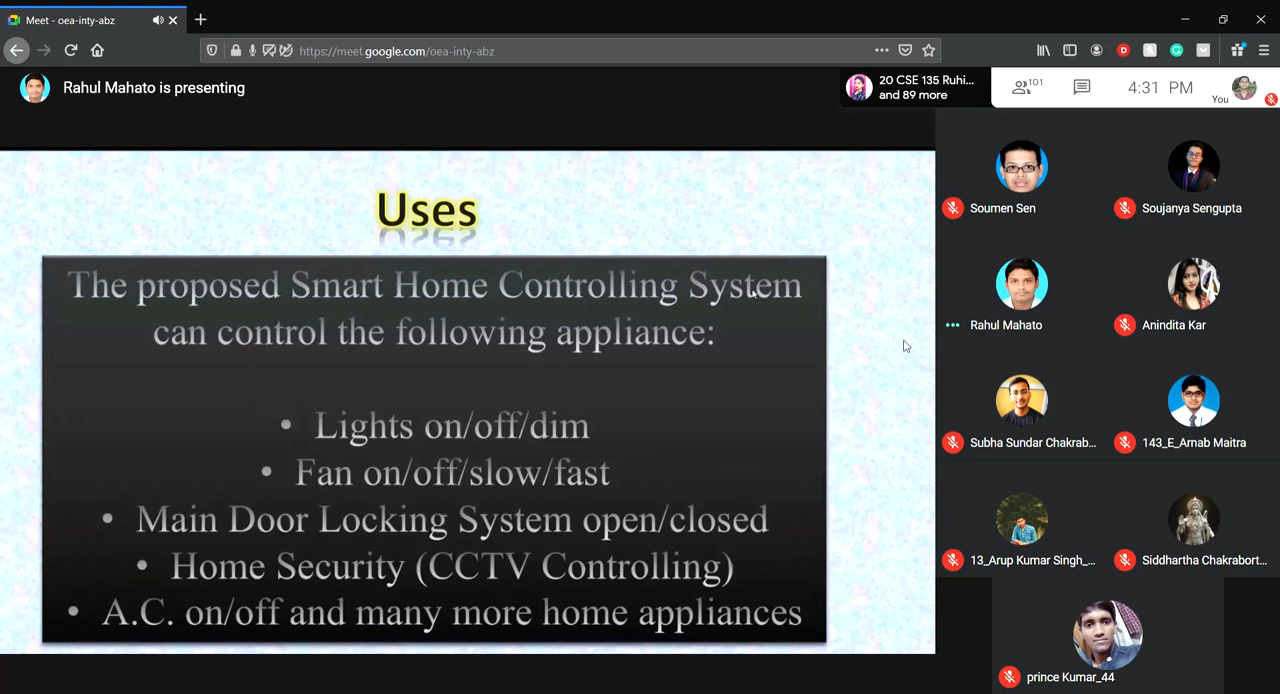 Meet - oea-inty-abz
https://meet.google.com/oea-inty-abz
Rahul Mahato is presenting
20 CSE 135 Ruhi...
and 89 more
101
4:31 PM
You
Uses
The proposed Smart Home Controlling System
can control the following appliance:
• Lights on/off/dim
• Fan on/off/slow/fast
• Main Door Locking System open/closed
• Home Security (CCTV Controlling)
• A.C. on/off and many more home appliances
Soumen Sen
Soujanya Sengupta
Rahul Mahato
Anindita Kar
Subha Sundar Chakrab...
143_E_Arnab Maitra
13_Arup Kumar Singh_...
Siddhartha Chakrabort...
prince Kumar_44